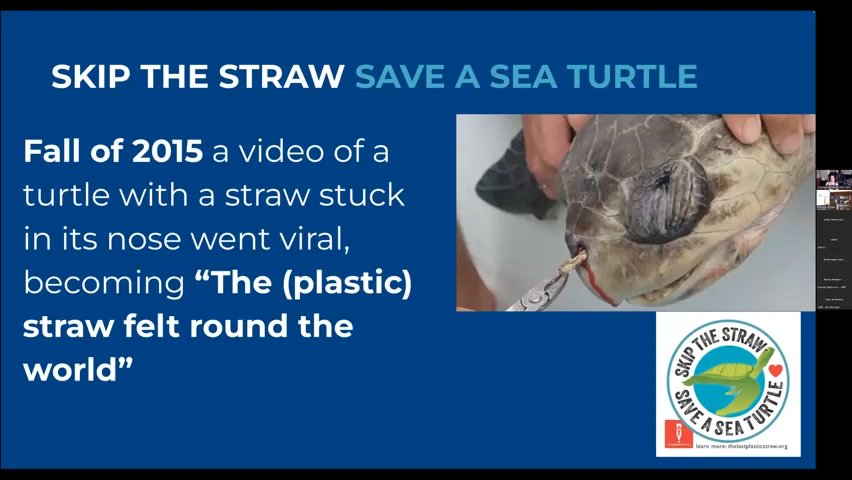 SKIP THE STRAW SAVE A SEA TURTLE
Fall of 2015 a video of a
turtle with a straw stuck
in its nose went viral,
becoming “The (plastic)
straw felt round the
world”
SKIP THE STRAW
SAVE A SEA TURTLE
learn more: thelastplasticstraw.org